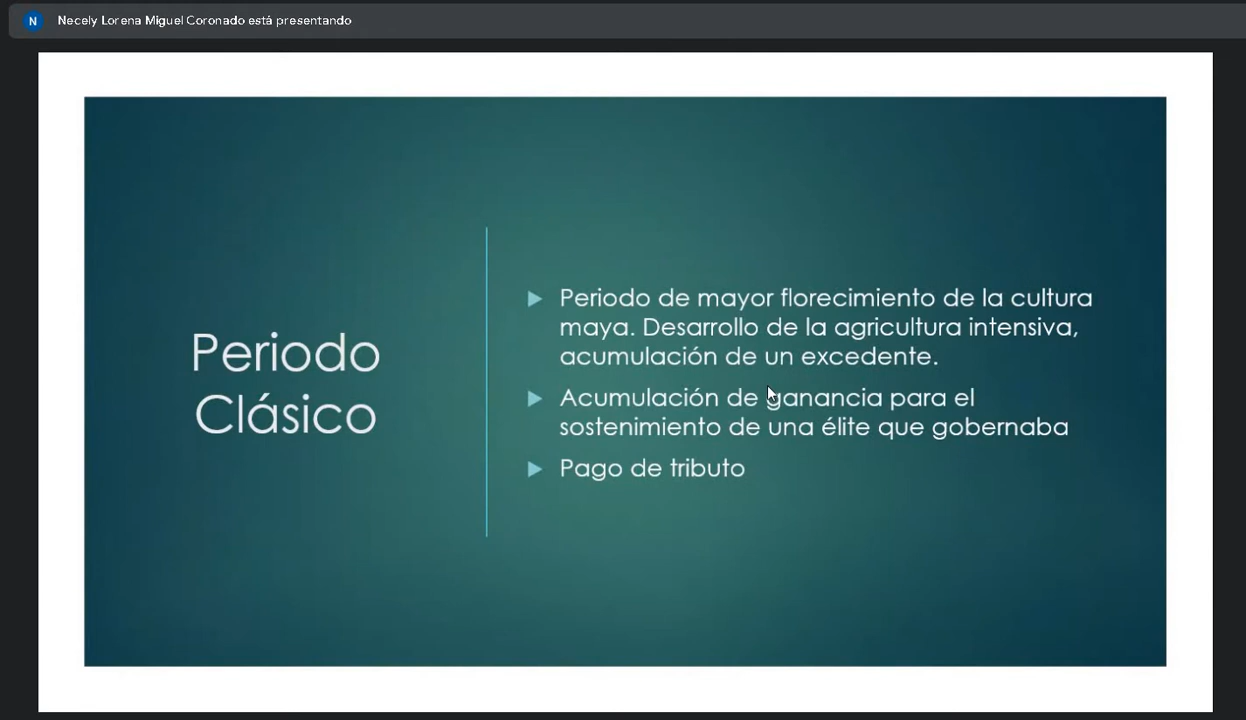 N
Necely Lorena Miguel Coronado está presentando
Periodo
Clásico
Periodo de mayor florecimiento de la cultura
maya. Desarrollo de la agricultura intensiva,
acumulación de un excedente.
Acumulación de ganancia para el
sostenimiento de una élite que gobernaba
Pago de tributo